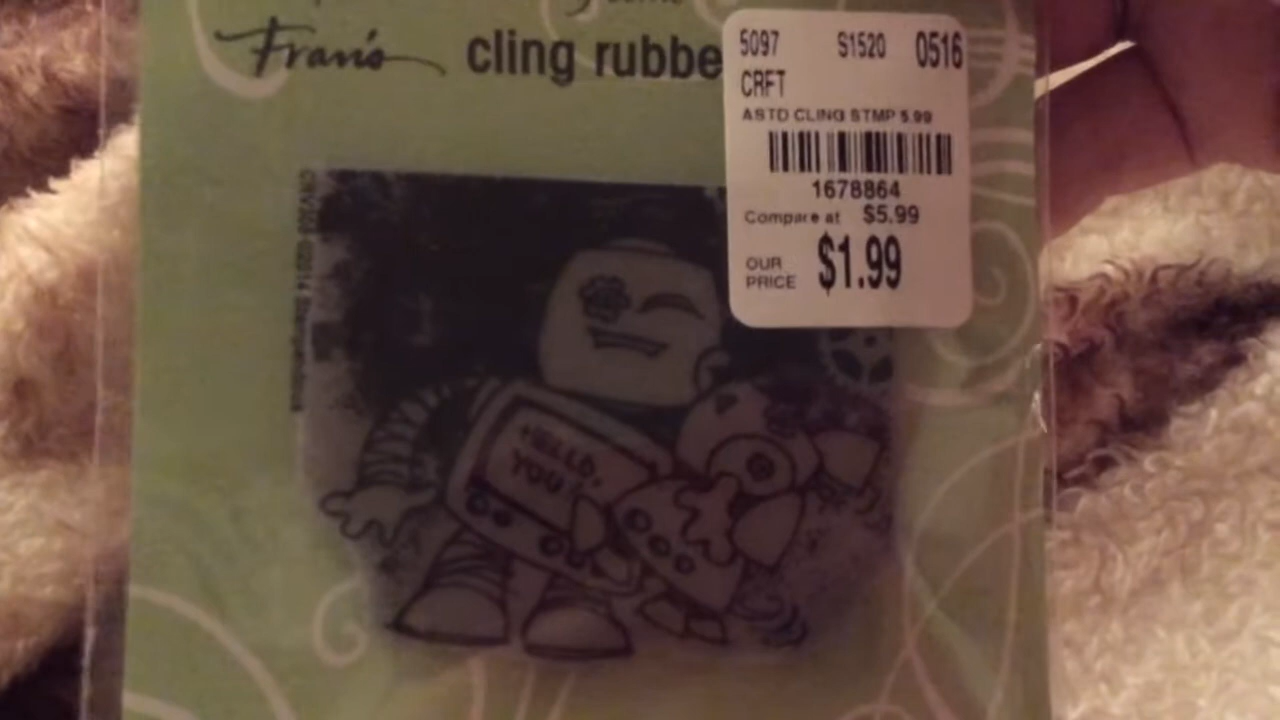 Fran's cling rubbe
5097 S1520 0516
CRFT
ASTD CLING STMP 5.99
1678864
Compare at $5.99
OUR PRICE $1.99
HELLO,
YOU!